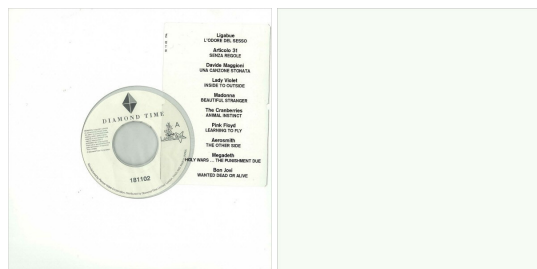 Ligabue
L'ODORE DEL SESSO
Articolo 31
SENZA REGOLE
Davide Maggioni
UNA CANZONE STONATA
Lady Violet
INSIDE TO OUTSIDE
Madonna
BEAUTIFUL STRANGER
The Cranberries
ANIMAL INSTINCT
Pink Floyd
LEARNING TO FLY
Aerosmith
THE OTHER SIDE
Megadeth
HOLY WARS ... THE PUNISHMENT DUE
Bon Jovi
WANTED DEAD OR ALIVE
DIAMOND TIME
A
181102